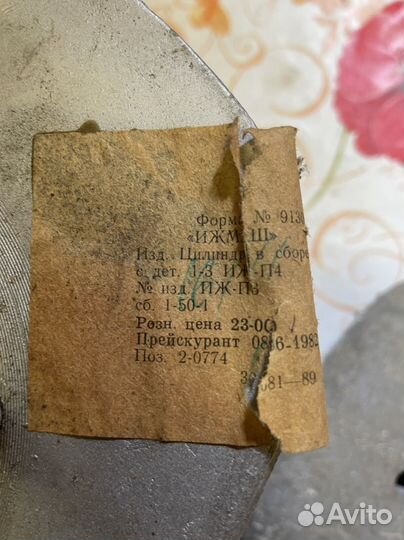 Форма № 913
«ИЖМАШ»
Изд. Цилиндр в сборе
с дет. 1-3 ИЖ-П4
№ изд. ИЖ-П3
сб. 1-50-1
Розн. цена 23-00
Прейскурант 086-1982
Поз. 2-0774
81—89
Avito